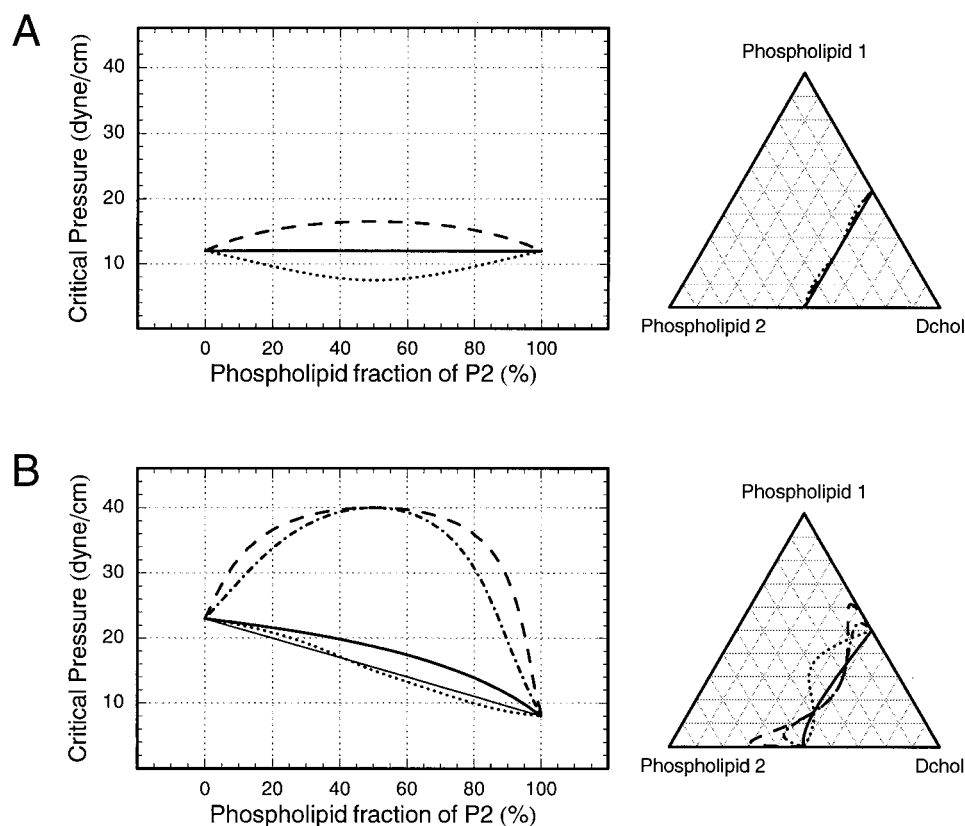 A
Critical Pressure (dyne/cm)
40
30
20
10
0
20
40
60
80
100
Phospholipid fraction of P2 (%)
Phospholipid 1
Phospholipid 2
Dchol
B
Critical Pressure (dyne/cm)
40
30
20
10
0
20
40
60
80
100
Phospholipid fraction of P2 (%)
Phospholipid 1
Phospholipid 2
Dchol